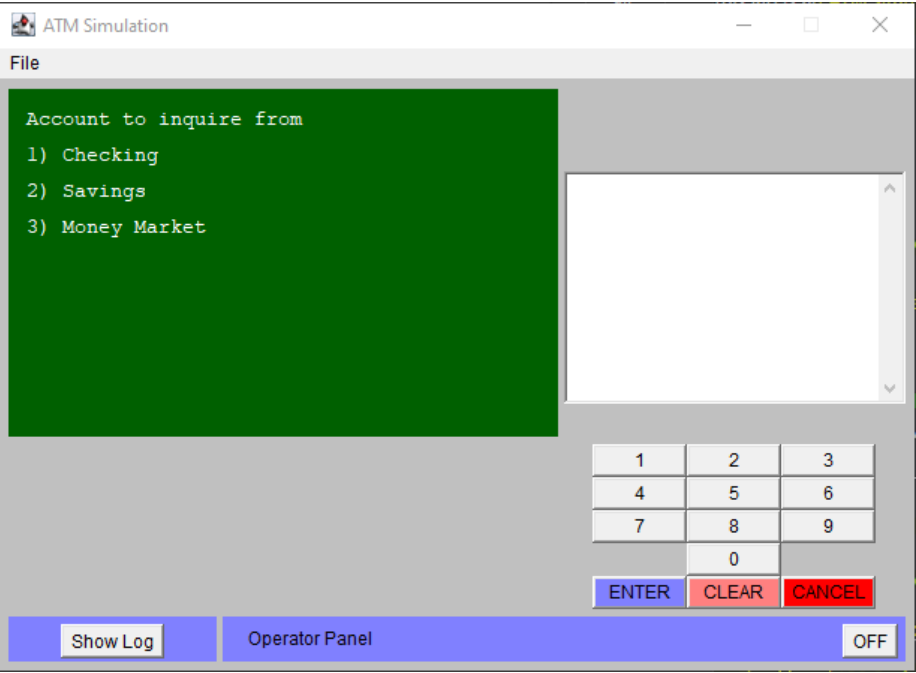 ATM Simulation
File
Account to inquire from
1) Checking
2) Savings
3) Money Market
1 2 3
4 5 6
7 8 9
0
ENTER CLEAR CANCEL
Show Log Operator Panel OFF